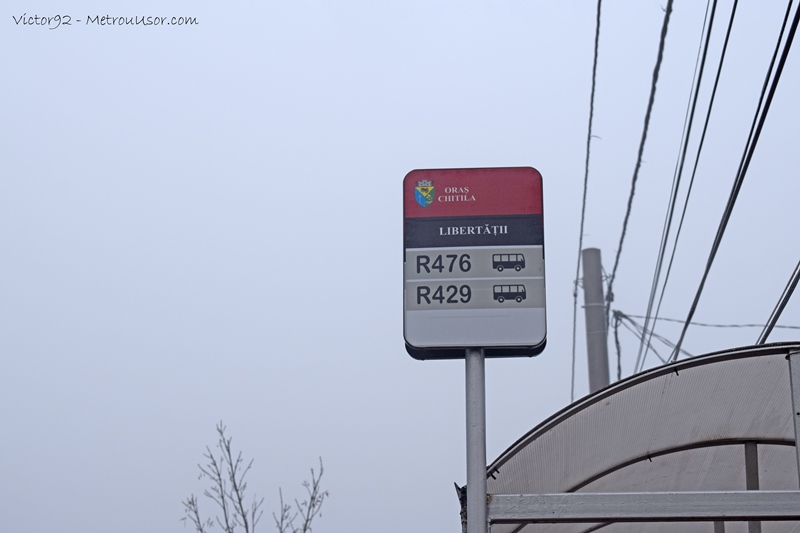 Victor92 - MetrouUsor.com
ORAȘ
CHITILA
LIBERTĂȚII
R476
R429